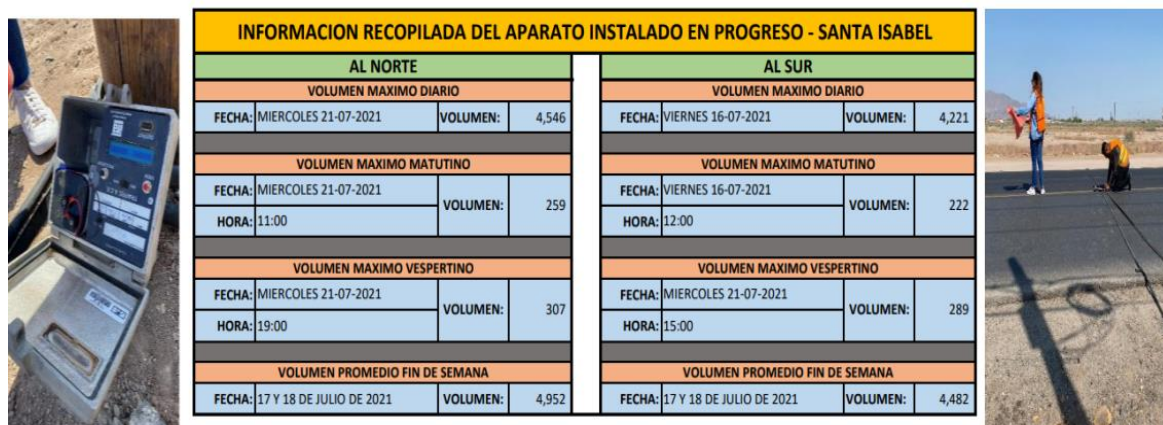 INFORMACION RECOPILADA DEL APARATO INSTALADO EN PROGRESO - SANTA ISABEL
AL NORTE
VOLUMEN MAXIMO DIARIO
FECHA: MIERCOLES 21-07-2021 VOLUMEN: 4,546
VOLUMEN MAXIMO MATUTINO
FECHA: MIERCOLES 21-07-2021
HORA: 11:00
VOLUMEN: 259
VOLUMEN MAXIMO VESPERTINO
FECHA: MIERCOLES 21-07-2021
HORA: 19:00
VOLUMEN: 307
VOLUMEN PROMEDIO FIN DE SEMANA
FECHA: 17 Y 18 DE JULIO DE 2021 VOLUMEN: 4,952
AL SUR
VOLUMEN MAXIMO DIARIO
FECHA: VIERNES 16-07-2021 VOLUMEN: 4,221
VOLUMEN MAXIMO MATUTINO
FECHA: VIERNES 16-07-2021
HORA: 12:00
VOLUMEN: 222
VOLUMEN MAXIMO VESPERTINO
FECHA: MIERCOLES 21-07-2021
HORA: 15:00
VOLUMEN: 289
VOLUMEN PROMEDIO FIN DE SEMANA
FECHA: 17 Y 18 DE JULIO DE 2021 VOLUMEN: 4,482